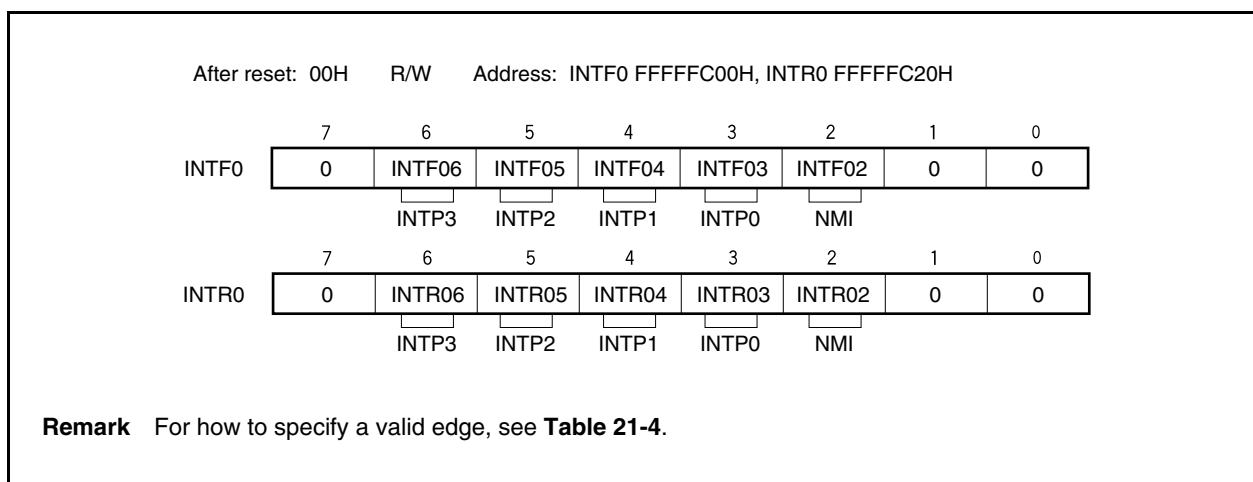 After reset: 00H R/W Address: INTF0 FFFFFC00H, INTR0 FFFFFC20H
7 6 5 4 3 2 1 0
INTF0 0 INTF06 INTF05 INTF04 INTF03 INTF02 0 0
INTP3 INTP2 INTP1 INTP0 NMI
7 6 5 4 3 2 1 0
INTR0 0 INTR06 INTR05 INTR04 INTR03 INTR02 0 0
INTP3 INTP2 INTP1 INTP0 NMI
Remark For how to specify a valid edge, see Table 21-4.